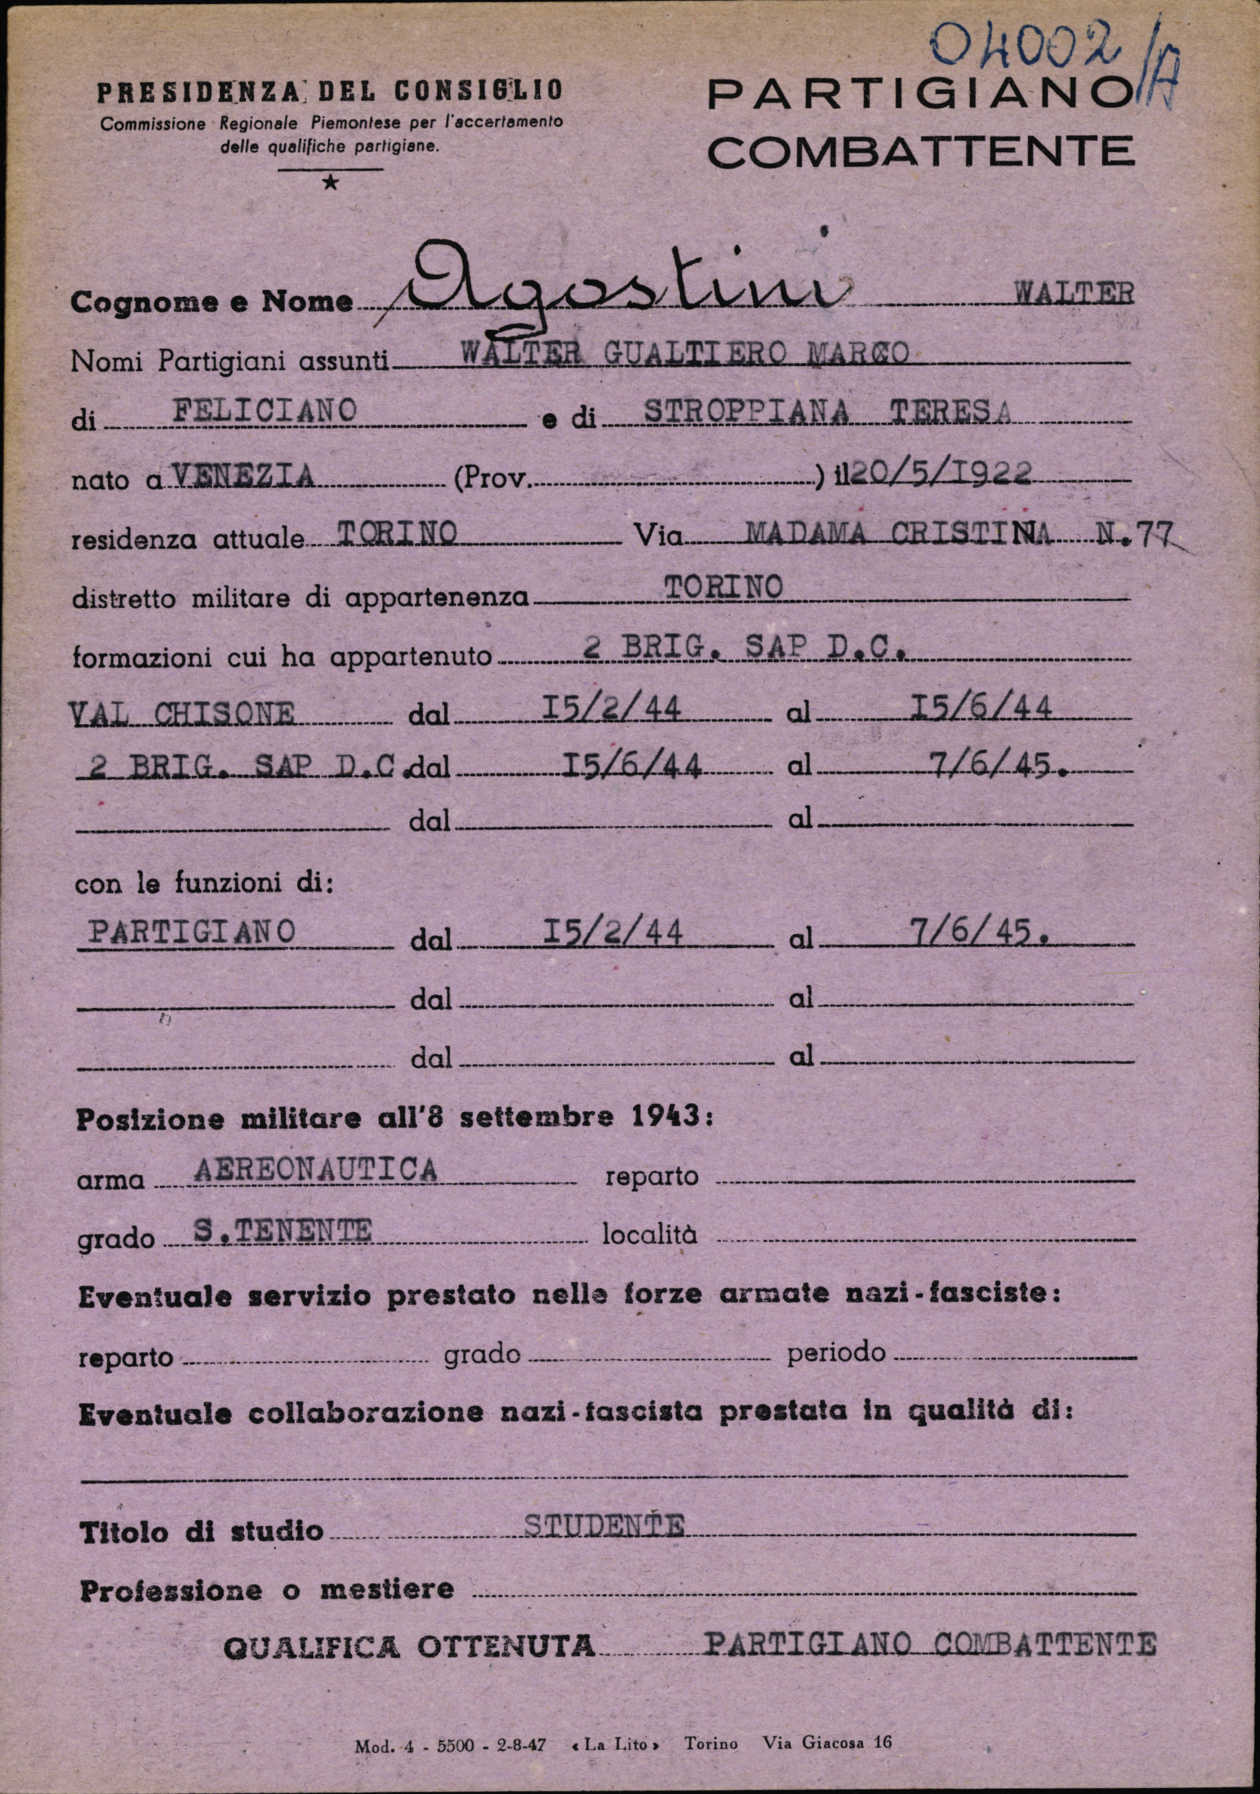 04002/A
PRESIDENZA DEL CONSIGLIO
Commissione Regionale Piemontese per l'accertamento
delle qualifiche partigiane.
PARTIGIANO
COMBATTENTE
Cognome e Nome Agostini WALTER
Nomi Partigiani assunti WALTER GUALTIERO MARCO
di FELICIANO e di STROPPIANA TERESA
nato a VENEZIA (Prov. ) il 20/5/I922
residenza attuale TORINO Via MADAMA CRISTINA N.77
distretto militare di appartenenza TORINO
formazioni cui ha appartenuto 2 BRIG. SAP D.C.
VAL CHISONE dal I5/2/44 al I5/6/44
2 BRIG. SAP D.C. dal I5/6/44 al 7/6/45.
dal al
con le funzioni di:
PARTIGIANO dal I5/2/44 al 7/6/45.
dal al
dal al
Posizione militare all'8 settembre 1943:
arma AEREONAUTICA reparto
grado S.TENENTE località
Eventuale servizio prestato nelle forze armate nazi-fasciste:
reparto grado periodo
Eventuale collaborazione nazi-fascista prestata in qualità di:
Titolo di studio STUDENTE
Professione o mestiere
QUALIFICA OTTENUTA PARTIGIANO COMBATTENTE
Mod. 4 - 5500 - 2-8-47 «La Lito» Torino Via Giacosa 16